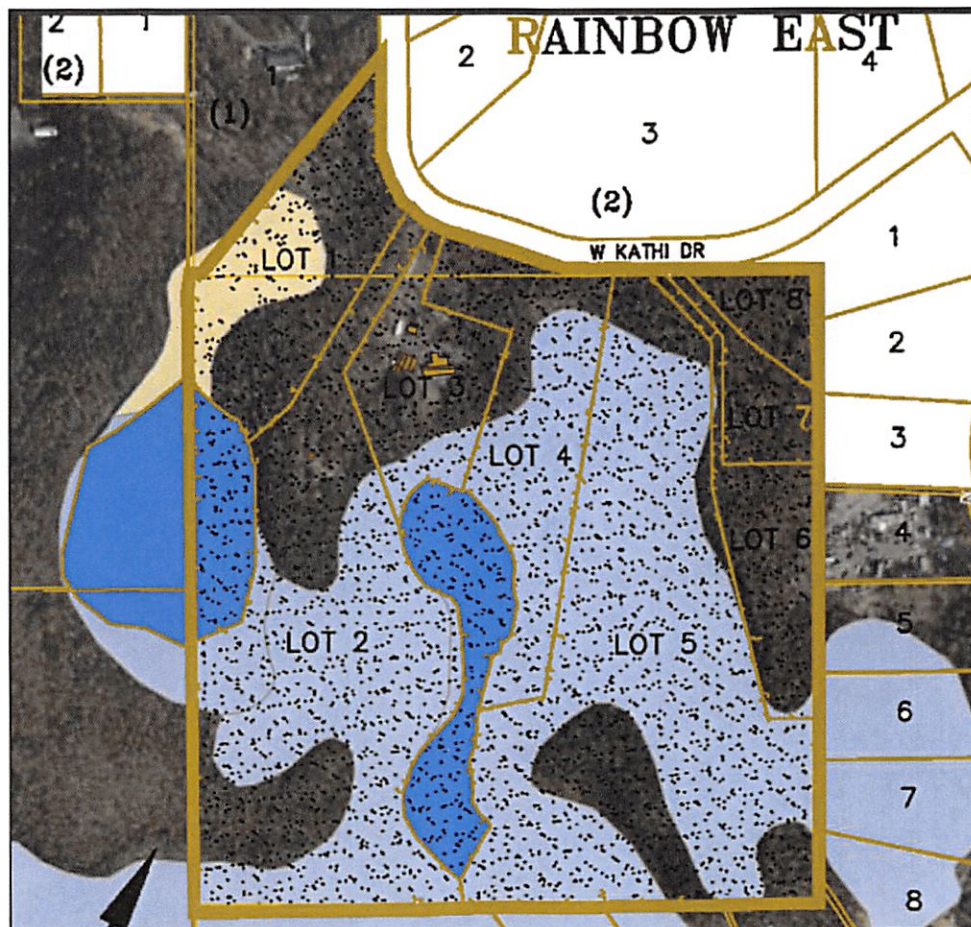 RAINBOW EAST
2
1
(2)
1
(1)
2
4
3
(2)
W KATHI DR
1
LOT
LOT 8
2
LOT 3
LOT 7
3
LOT 4
LOT 6
4
LOT 2
LOT 5
5
6
7
8